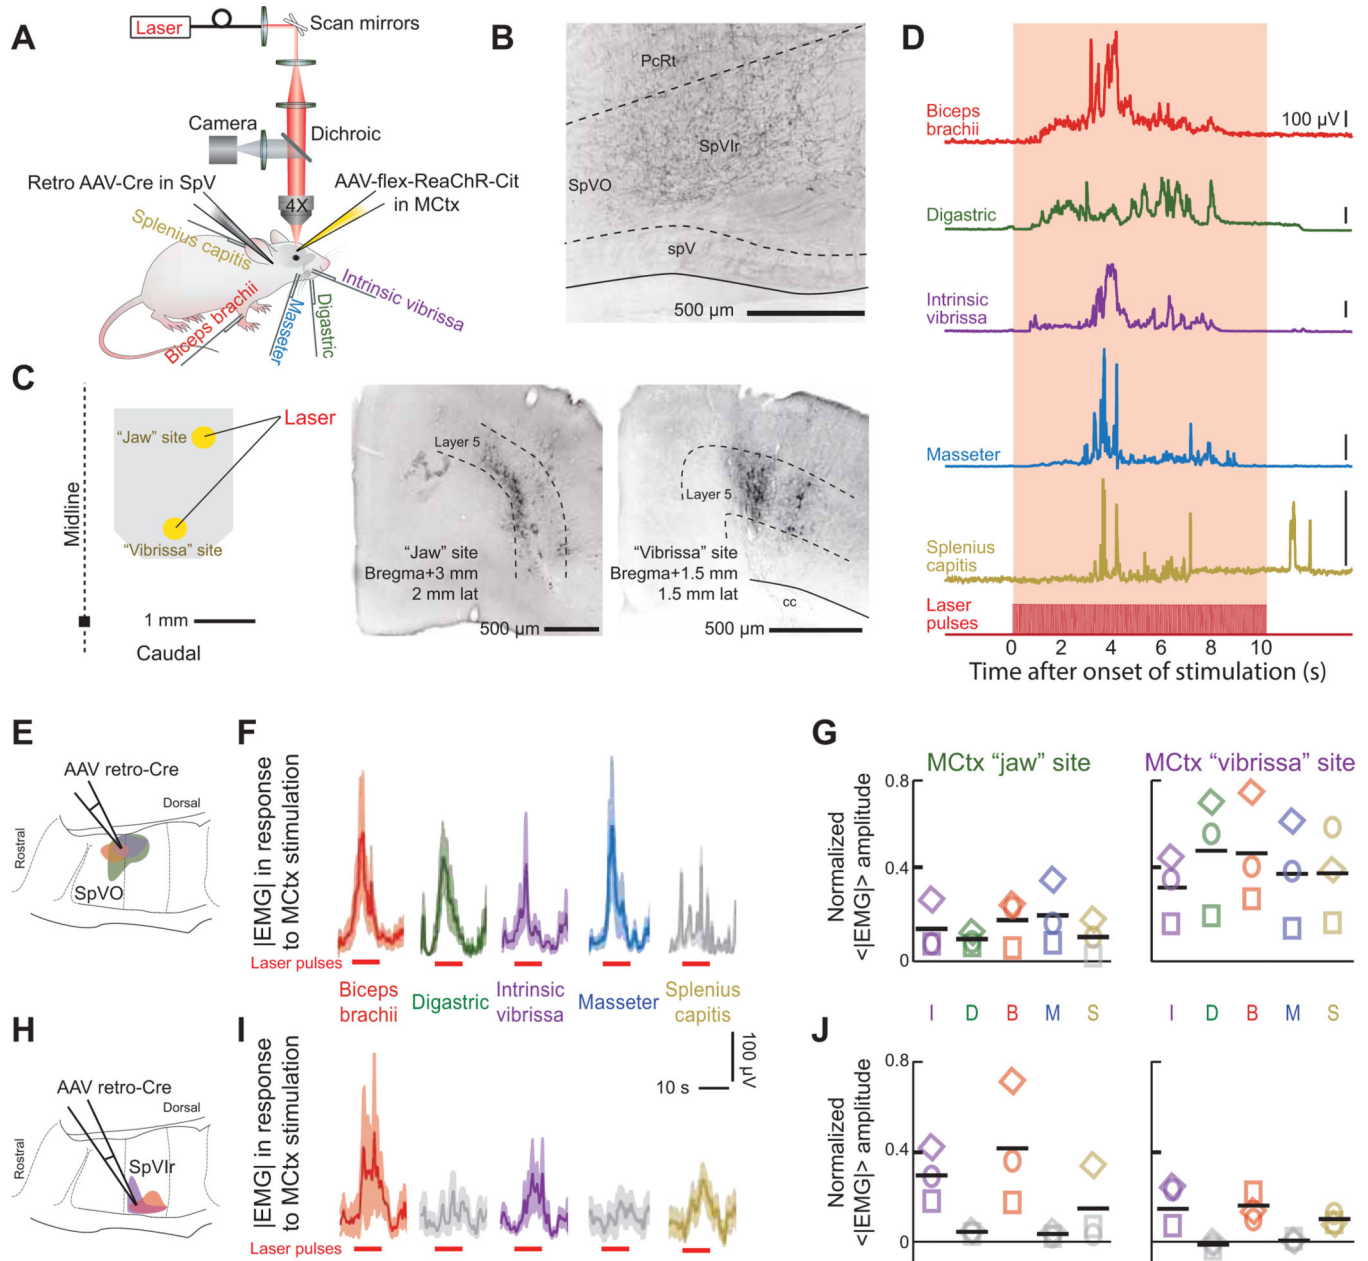 A
Laser
Scan mirrors
Camera
Dichroic
Retro AAV-Cre in SpV
AAV-flex-ReaChR-Cit
in MCtx
4X
Splenius capitis
Intrinsic vibrissa
Biceps brachii
Masseter
Digastric
B
PcRt
SpVIr
SpVO
spV
500 µm
C
Midline
"Jaw" site
Laser
"Vibrissa" site
1 mm
Caudal
Layer 5
"Jaw" site
Bregma+3 mm
2 mm lat
500 µm
Layer 5
"Vibrissa" site
Bregma+1.5 mm
1.5 mm lat
cc
500 µm
D
Biceps
brachii
100 µV
Digastric
Intrinsic
vibrissa
Masseter
Splenius
capitis
Laser
pulses
0 2 4 6 8 10
Time after onset of stimulation (s)
E
AAV retro-Cre
Dorsal
Rostral
SpVO
F
|EMG| in response
to MCtx stimulation
Laser pulses
Biceps
brachii
Digastric
Intrinsic
vibrissa
Masseter
Splenius
capitis
G
MCtx "jaw" site
MCtx "vibrissa" site
Normalized
<|EMG|> amplitude
0.8
0.4
0
I D B M S
I D B M S
H
AAV retro-Cre
Dorsal
Rostral
SpVIr
I
|EMG| in response
to MCtx stimulation
Laser pulses
100 µV
10 s
J
Normalized
<|EMG|> amplitude
0.8
0.4
0